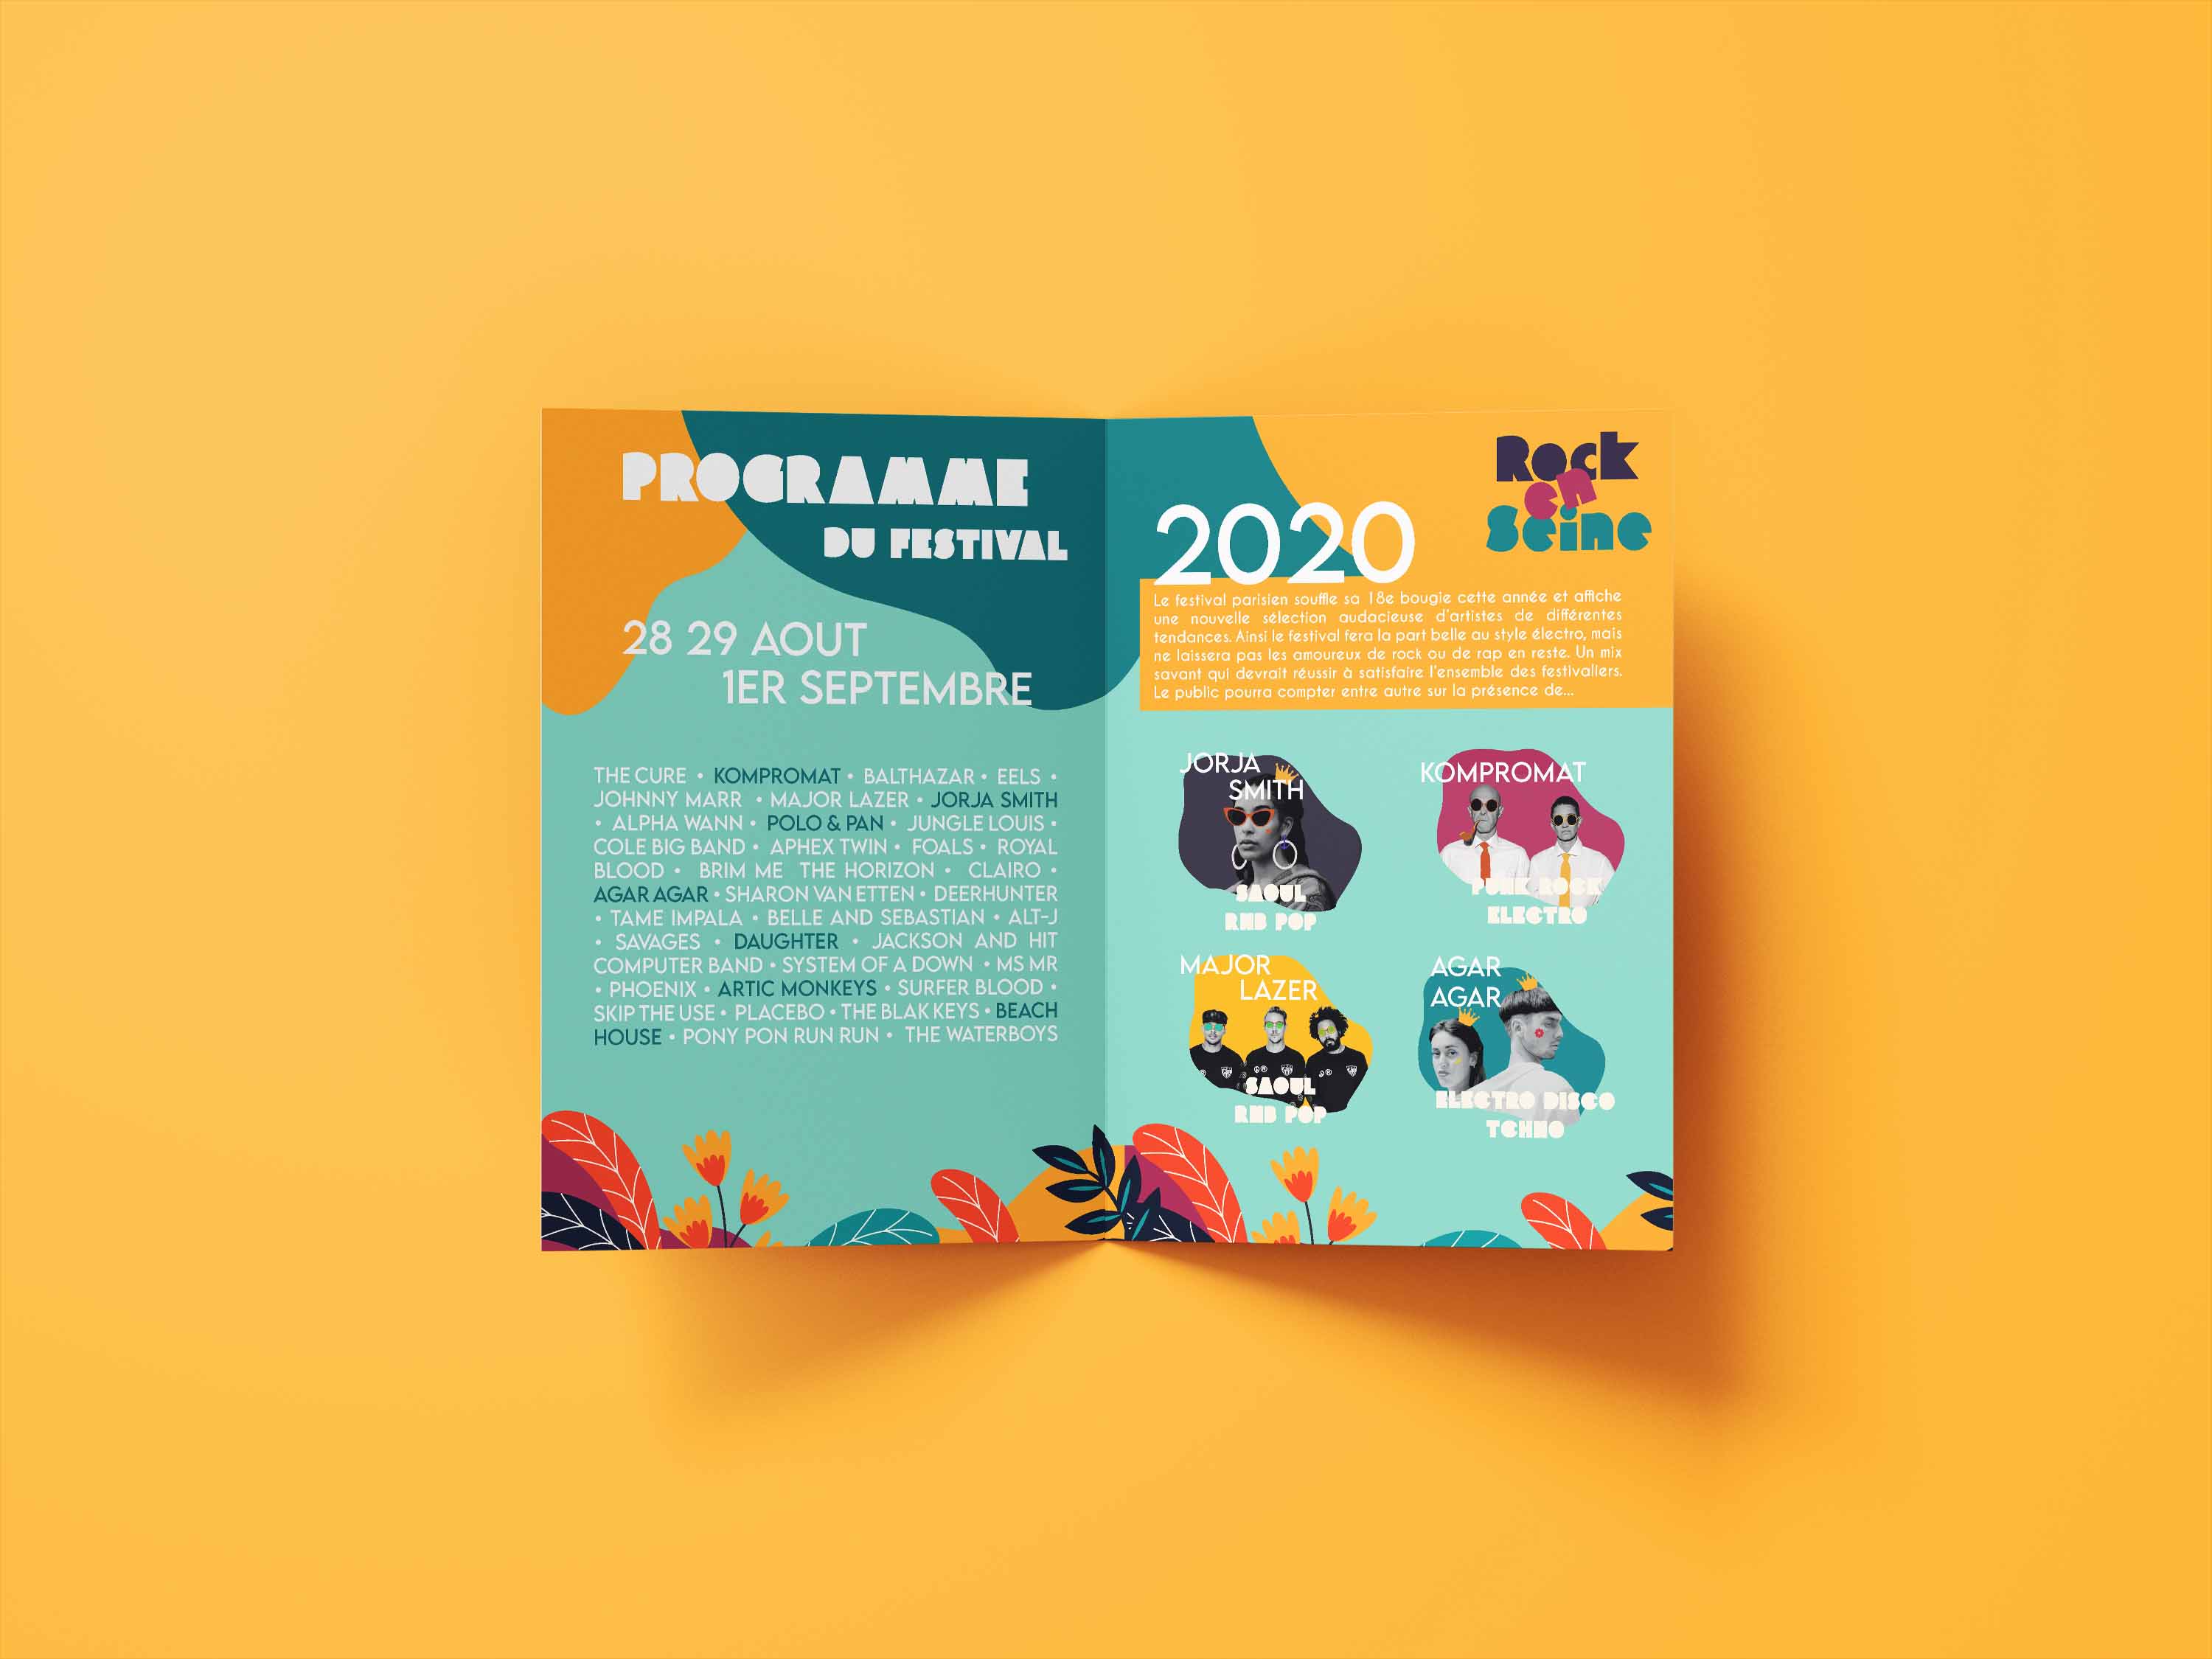 PROGRAMME
DU FESTIVAL
28 29 AOUT
1ER SEPTEMBRE
THE CURE • KOMPROMAT • BALTHAZAR • EELS •
JOHNNY MARR • MAJOR LAZER • JORJA SMITH
• ALPHA WANN • POLO & PAN • JUNGLE LOUIS •
COLE BIG BAND • APHEX TWIN • FOALS • ROYAL
BLOOD • BRIM ME THE HORIZON • CLAIRO •
AGAR AGAR • SHARON VAN ETTEN • DEERHUNTER
• TAME IMPALA • BELLE AND SEBASTIAN • ALT-J
• SAVAGES • DAUGHTER • JACKSON AND HIT
COMPUTER BAND • SYSTEM OF A DOWN • MS MR
• PHOENIX • ARTIC MONKEYS • SURFER BLOOD •
SKIP THE USE • PLACEBO • THE BLAK KEYS • BEACH
HOUSE • PONY PON RUN RUN • THE WATERBOYS
Rock
en
Seine
2020
Le festival parisien souffle sa 18e bougie cette année et affiche
une nouvelle sélection audacieuse d'artistes de différentes
tendances. Ainsi le festival fera la part belle au style électro, mais
ne laissera pas les amoureux de rock ou de rap en reste. Un mix
savant qui devrait réussir à satisfaire l'ensemble des festivaliers.
Le public pourra compter entre autre sur la présence de...
JORJA
SMITH
SAOUL
RNB POP
KOMPROMAT
PUNK ROCK
ELECTRO
MAJOR
LAZER
SAOUL
RNB POP
AGAR
AGAR
ELECTRO DISCO
TCHNO